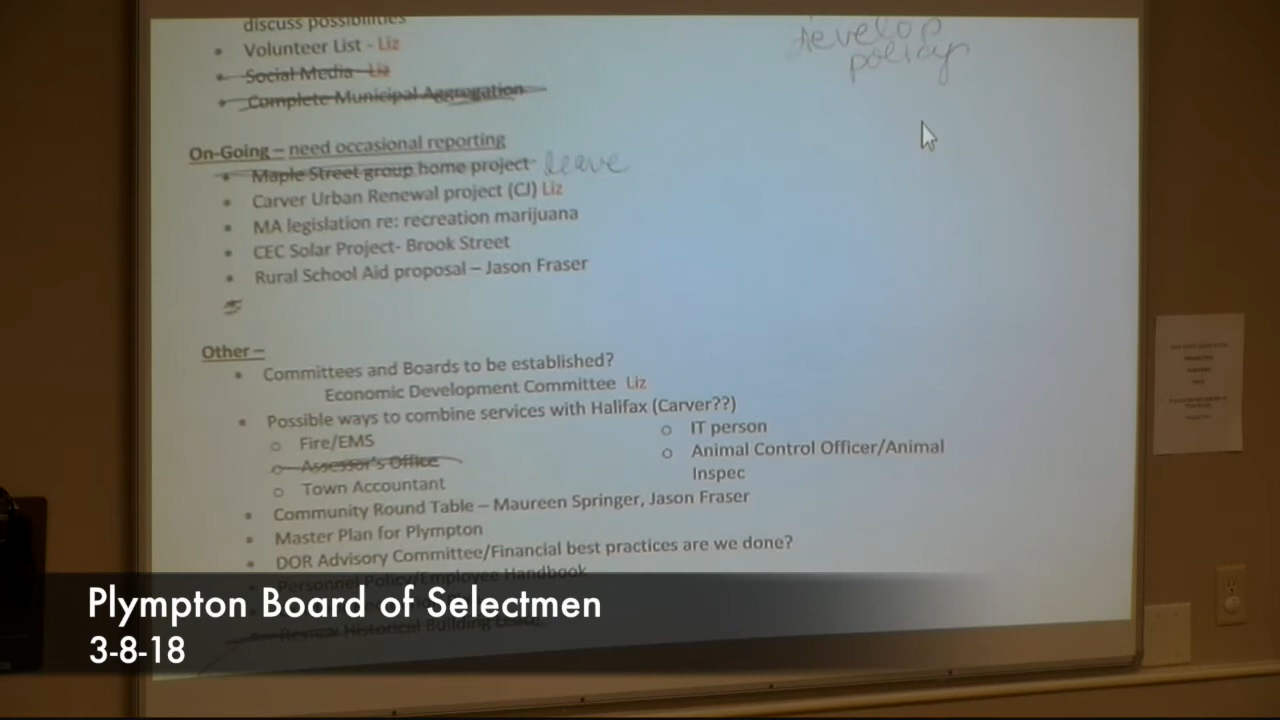 discuss possibilities
develop
policy
Volunteer List - Liz
Social Media - Liz
Complete Municipal Aggregation
On-Going – need occasional reporting
Maple Street group home project leave
Carver Urban Renewal project (CJ) Liz
MA legislation re: recreation marijuana
CEC Solar Project- Brook Street
Rural School Aid proposal – Jason Fraser
Other –
Committees and Boards to be established?
Economic Development Committee Liz
Possible ways to combine services with Halifax (Carver??)
o Fire/EMS
o Assessor's Office
o Town Accountant
o IT person
o Animal Control Officer/Animal
Inspec
Community Round Table – Maureen Springer, Jason Fraser
Master Plan for Plympton
DOR Advisory Committee/Financial best practices are we done?
Personnel Policy/Employee Handbook
Historical Building
Plympton Board of Selectmen
3-8-18